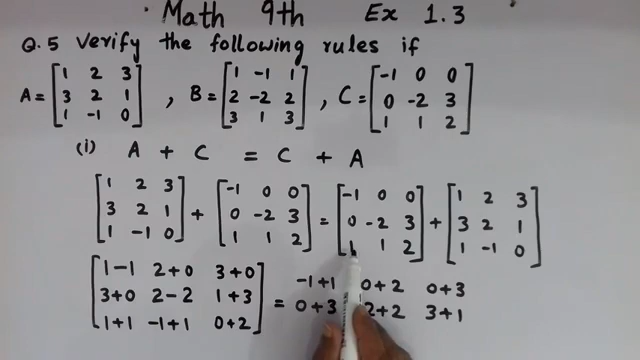 Math 9th Ex 1.3
Q.5 Verify the following rules if
A = [1 2 3; 3 2 1; 1 -1 0], B = [1 -1 1; 2 -2 2; 3 1 3], C = [-1 0 0; 0 -2 3; 1 1 2]
(i) A + C = C + A
[1 2 3; 3 2 1; 1 -1 0] + [-1 0 0; 0 -2 3; 1 1 2] = [-1 0 0; 0 -2 3; 1 1 2] + [1 2 3; 3 2 1; 1 -1 0]
[1-1 2+0 3+0; 3+0 2-2 1+3; 1+1 -1+1 0+2] = -1+1 0+2 0+3; 0+3 2+2 3+1